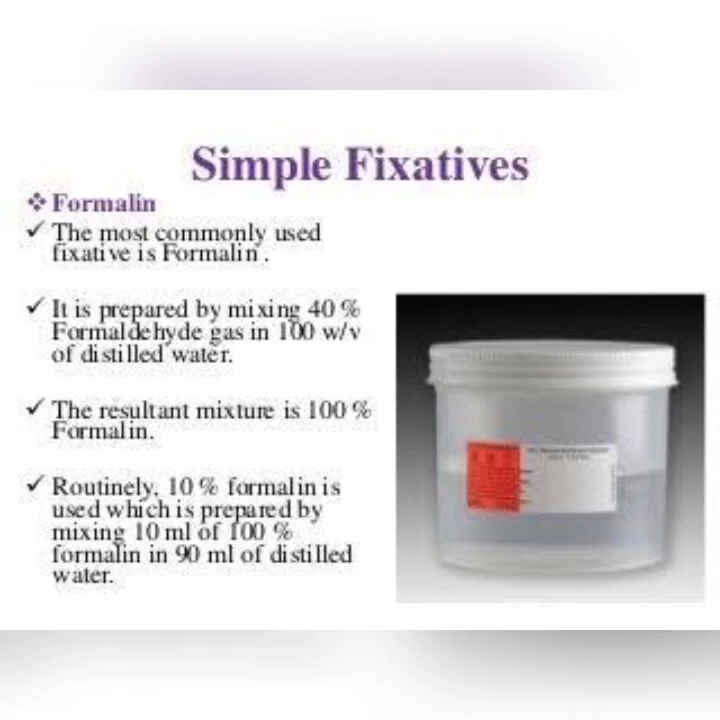 Simple Fixatives
❖ Formalin
✓ The most commonly used
fixative is Formalin .
✓ It is prepared by mixing 40 %
Formaldehyde gas in 100 w/v
of distilled water.
✓ The resultant mixture is 100 %
Formalin.
✓ Routinely, 10 % formalin is
used which is prepared by
mixing 10 ml of 100 %
formalin in 90 ml of distilled
water.